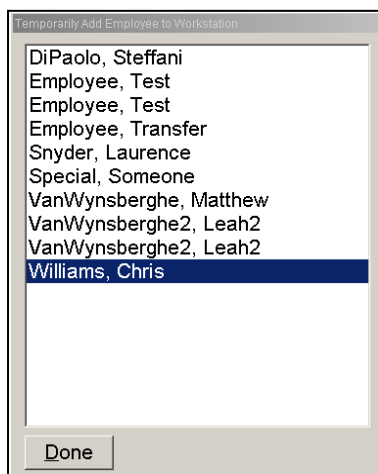 Temporarily Add Employee to Workstation
DiPaolo, Steffani
Employee, Test
Employee, Test
Employee, Transfer
Snyder, Laurence
Special, Someone
VanWynsberghe, Matthew
VanWynsberghe2, Leah2
VanWynsberghe2, Leah2
Williams, Chris
Done